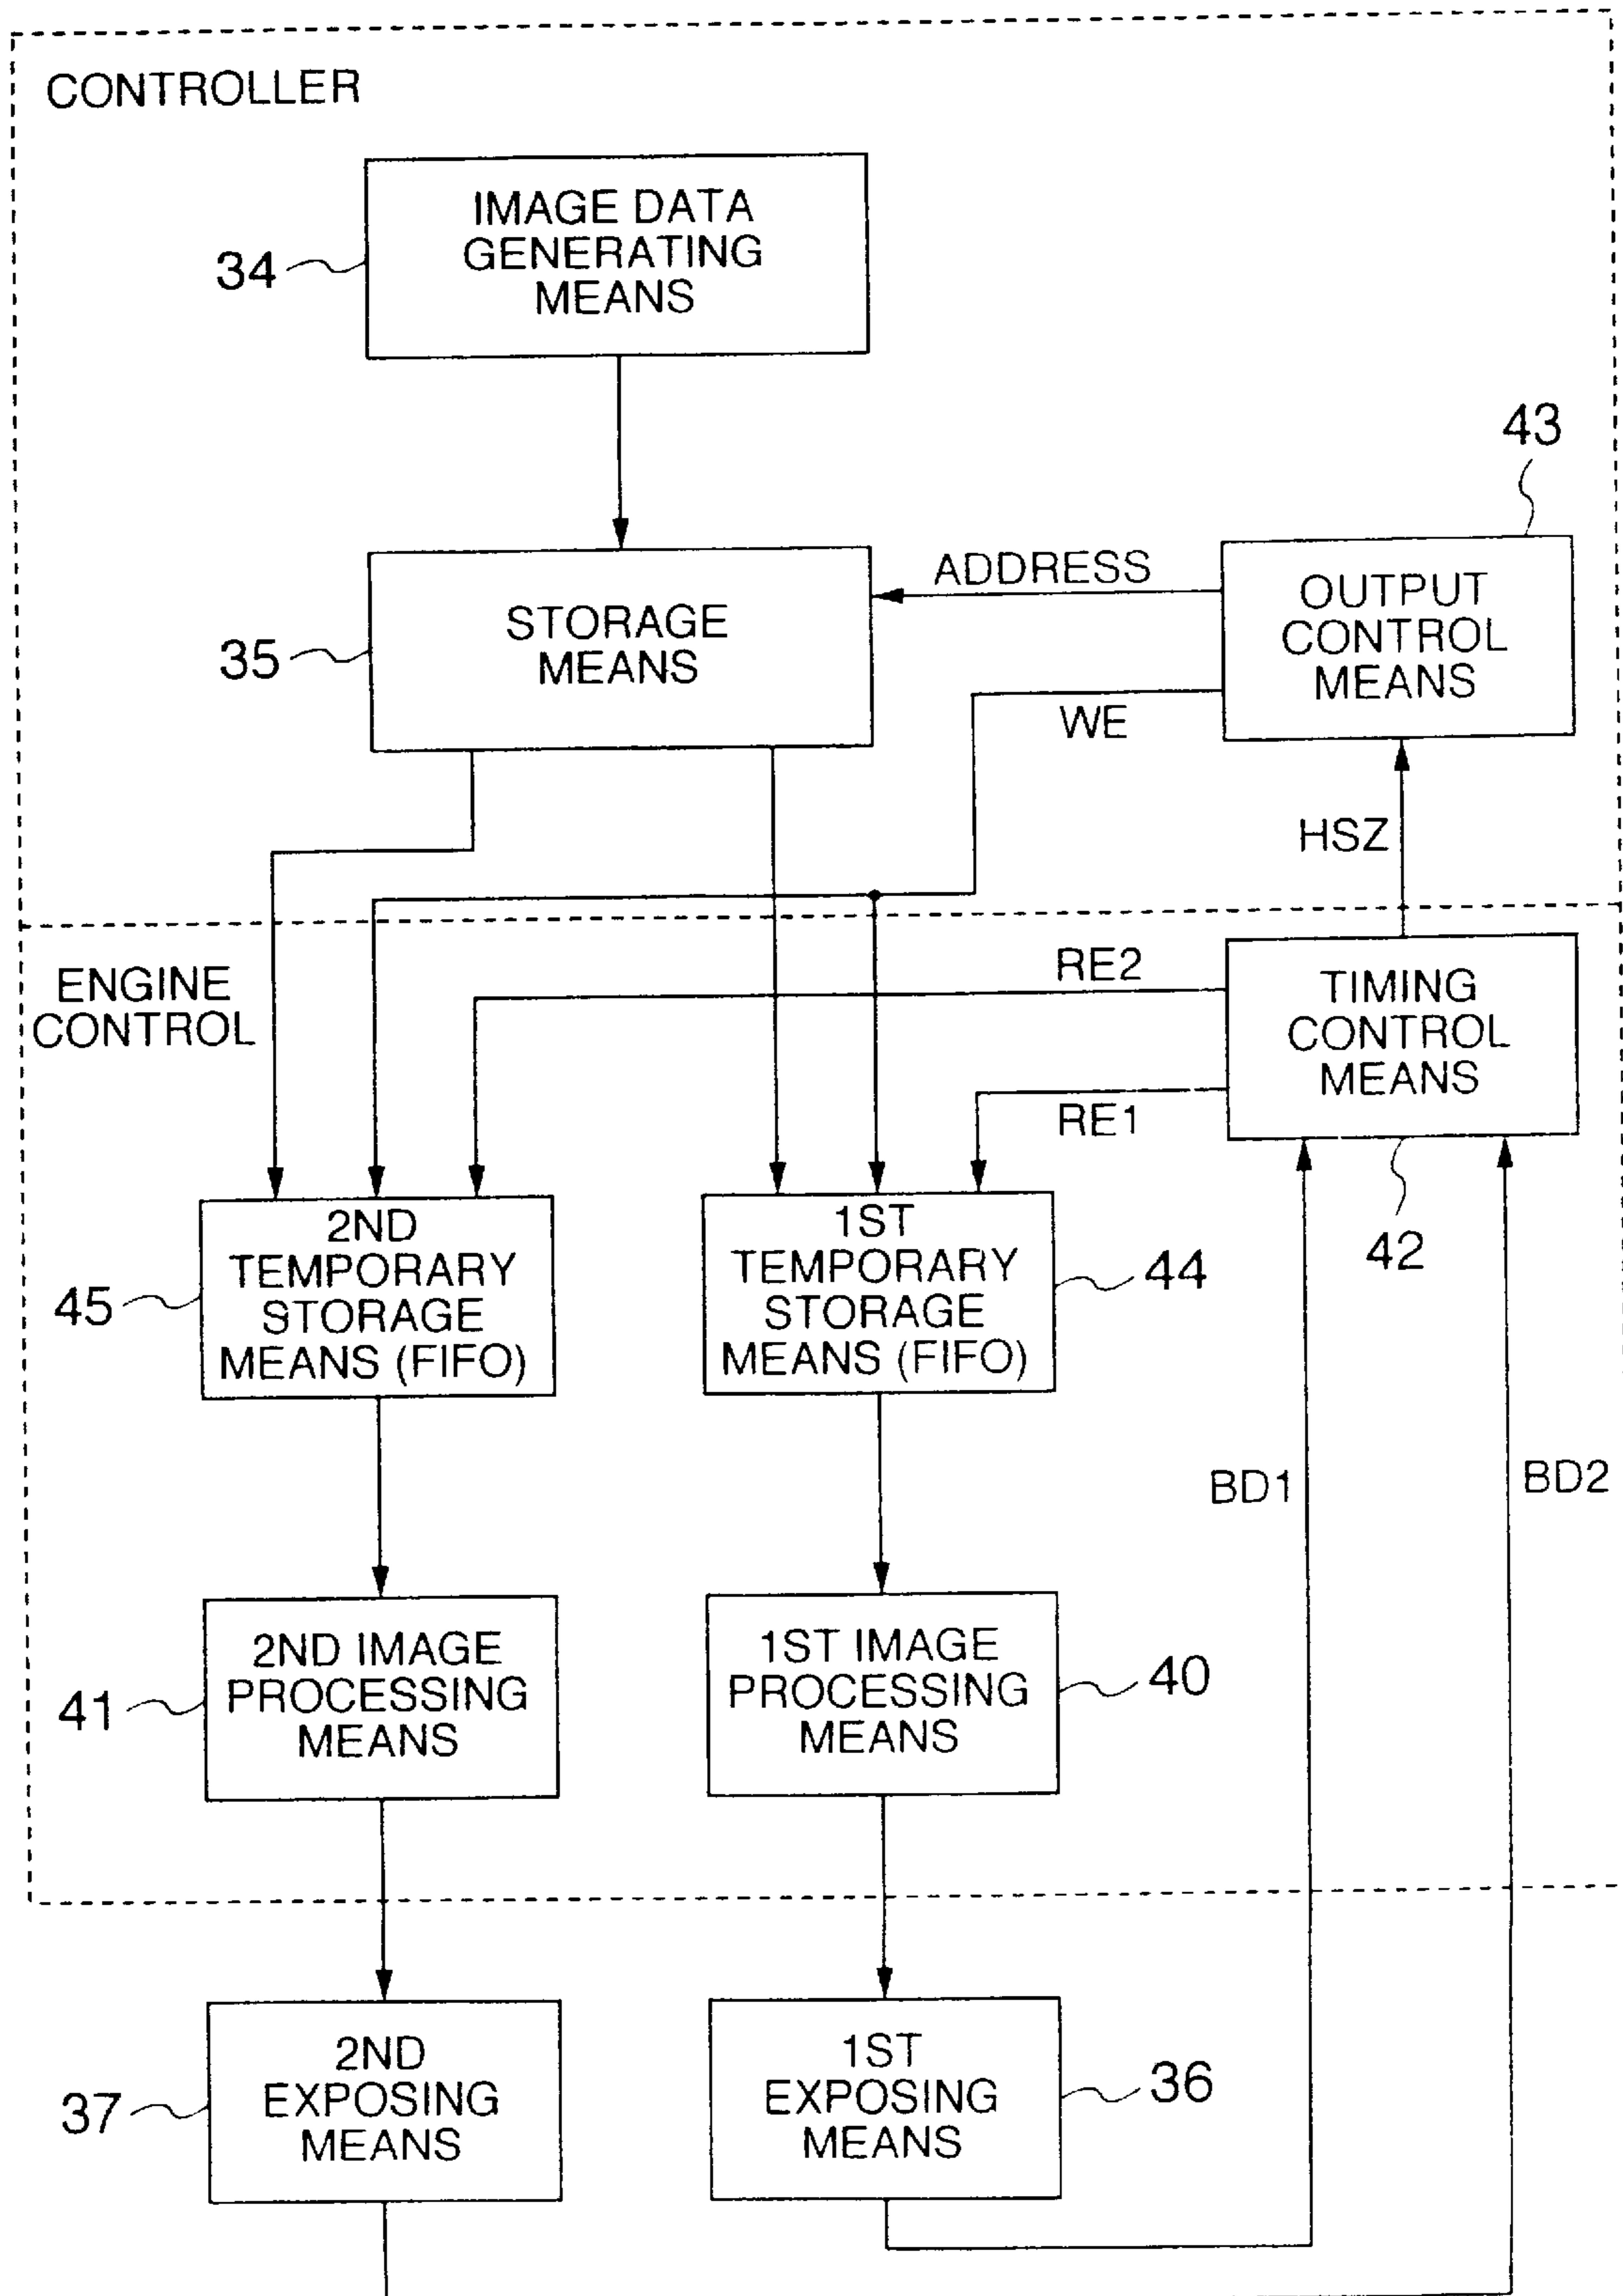 CONTROLLER
IMAGE DATA
GENERATING
MEANS
34
43
STORAGE
MEANS
35
ADDRESS
OUTPUT
CONTROL
MEANS
WE
HSZ
ENGINE
CONTROL
RE2
TIMING
CONTROL
MEANS
RE1
42
2ND
TEMPORARY
STORAGE
MEANS (FIFO)
45
1ST
TEMPORARY
STORAGE
MEANS (FIFO)
44
BD1
BD2
2ND IMAGE
PROCESSING
MEANS
41
1ST IMAGE
PROCESSING
MEANS
40
2ND
EXPOSING
MEANS
37
1ST
EXPOSING
MEANS
36